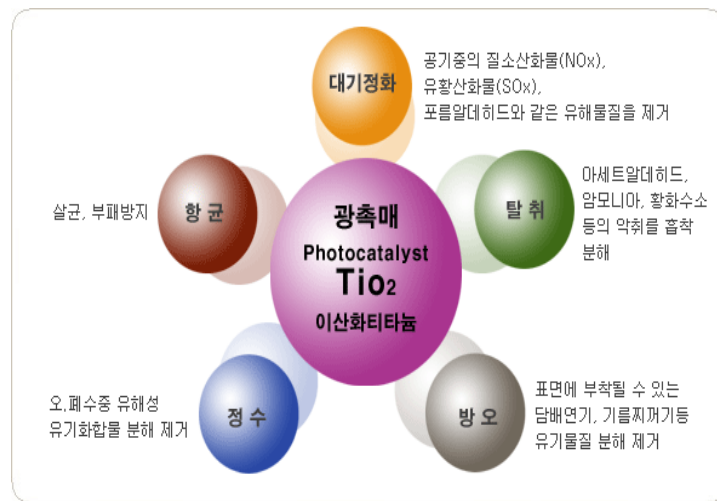 대기정화
공기중의 질소산화물(NOx),
유황산화물(SOx),
포름알데히드와 같은 유해물질을 제거
항 균
살균, 부패방지
광촉매
Photocatalyst
Tio2
이산화티타늄
탈 취
아세트알데히드,
암모니아, 황화수소
등의 악취를 흡착
분해
정 수
오.폐수중 유해성
유기화합물 분해 제거
방 오
표면에 부착될 수 있는
담배연기, 기름찌꺼기등
유기물질 분해 제거